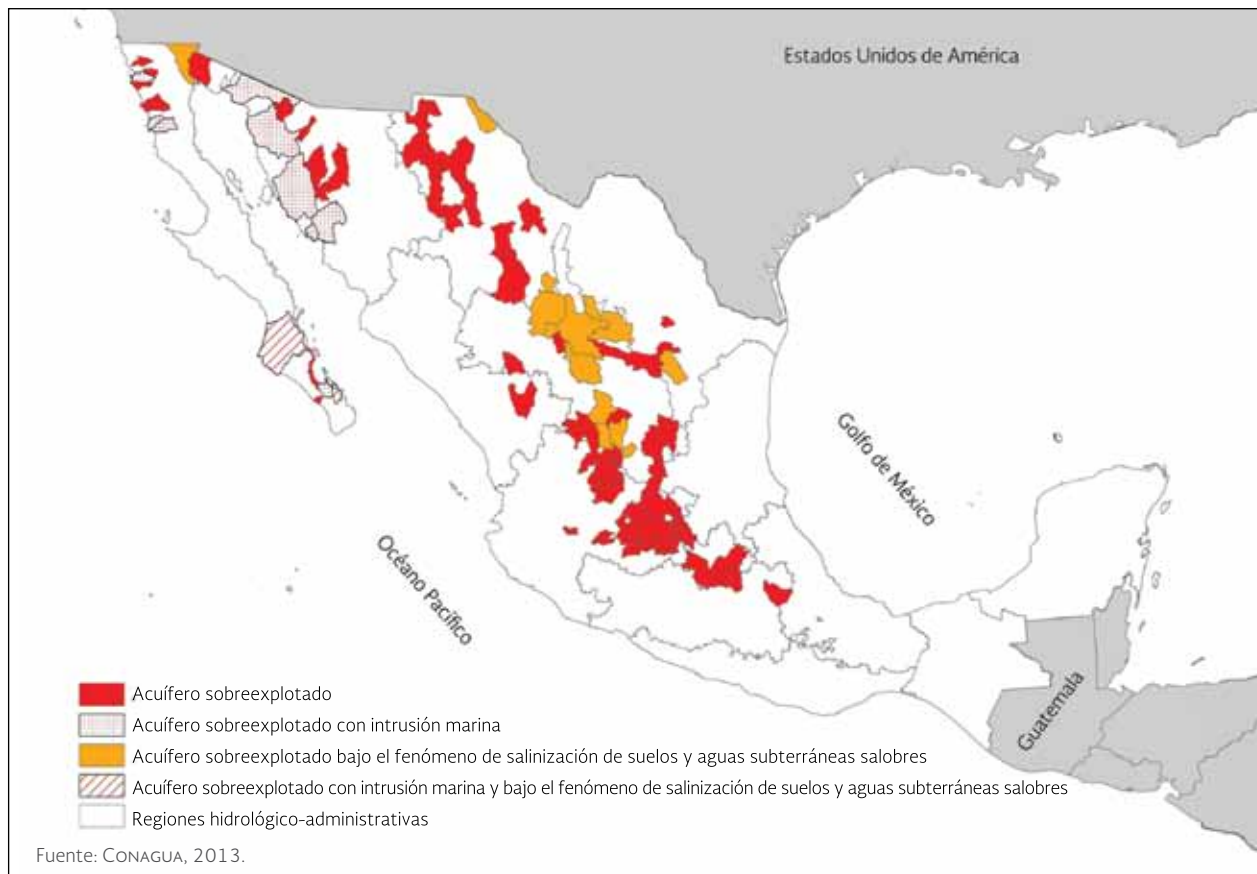 Estados Unidos de América
Golfo de México
Océano Pacífico
Guatemala
Acuífero sobreexplotado
Acuífero sobreexplotado con intrusión marina
Acuífero sobreexplotado bajo el fenómeno de salinización de suelos y aguas subterráneas salobres
Acuífero sobreexplotado con intrusión marina y bajo el fenómeno de salinización de suelos y aguas subterráneas salobres
Regiones hidrológico-administrativas
Fuente: CONAGUA, 2013.